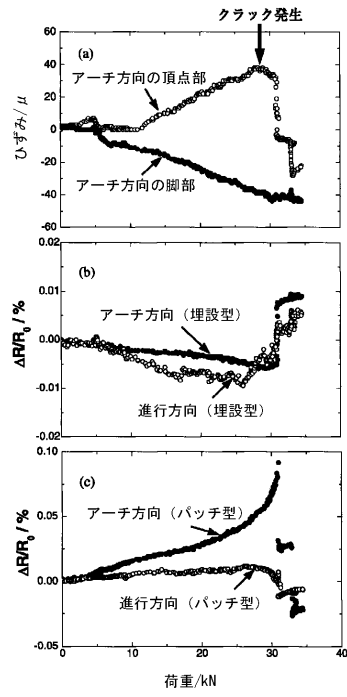 クラック発生
(a)
アーチ方向の頂点部
アーチ方向の脚部
ひずみ/μ
60
40
20
0
-20
-40
60
(b)
アーチ方向（埋設型）
進行方向（埋設型）
ΔR/R₀ / %
0.02
0.01
0.00
-0.01
-0.02
(c)
アーチ方向（パッチ型）
進行方向（パッチ型）
ΔR/R₀ / %
0.10
0.05
0.00
-0.05
0
10
20
30
40
荷重/kN